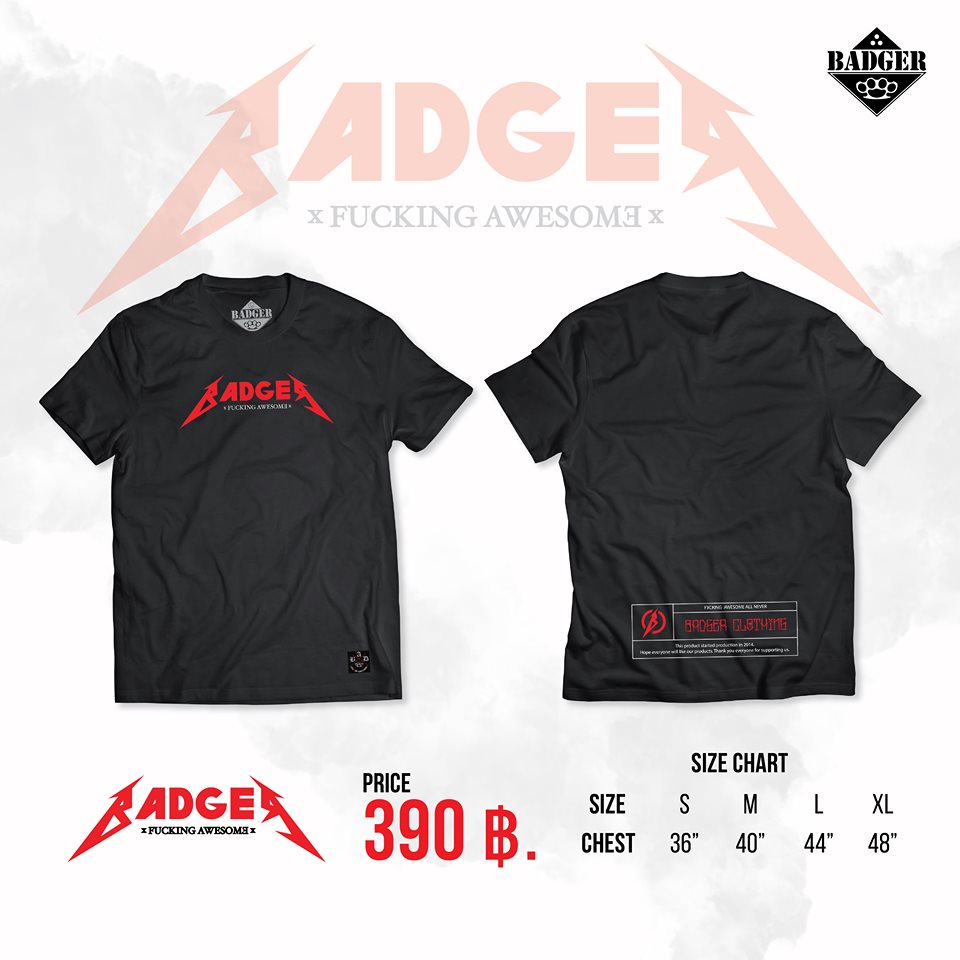 BADGER
BADGER
x FUCKING AWESOME x
BADGER
BADGER
x FUCKING AWESOME x
FUCKING AWESOME ALL NEVER
BADGER CLOTHING
This product started production in 2014.
Hope everyone will like our products. Thank you everyone for supporting us.
BAD
BADGER
x FUCKING AWESOME x
PRICE
390 ฿.
SIZE CHART
SIZE S M L XL
CHEST 36” 40” 44” 48”